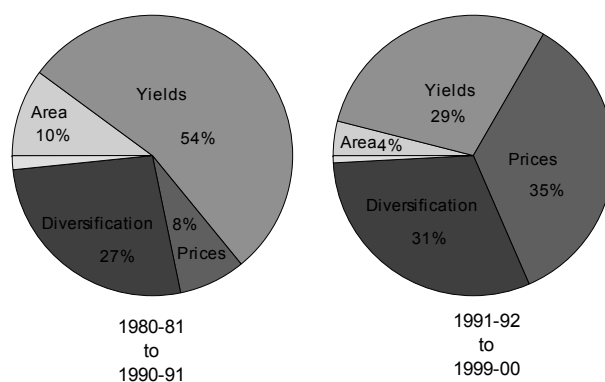 Yields
54%
Area
10%
Diversification
27%
8%
Prices
1980-81
to
1990-91
Yields
29%
Area4%
Prices
35%
Diversification
31%
1991-92
to
1999-00